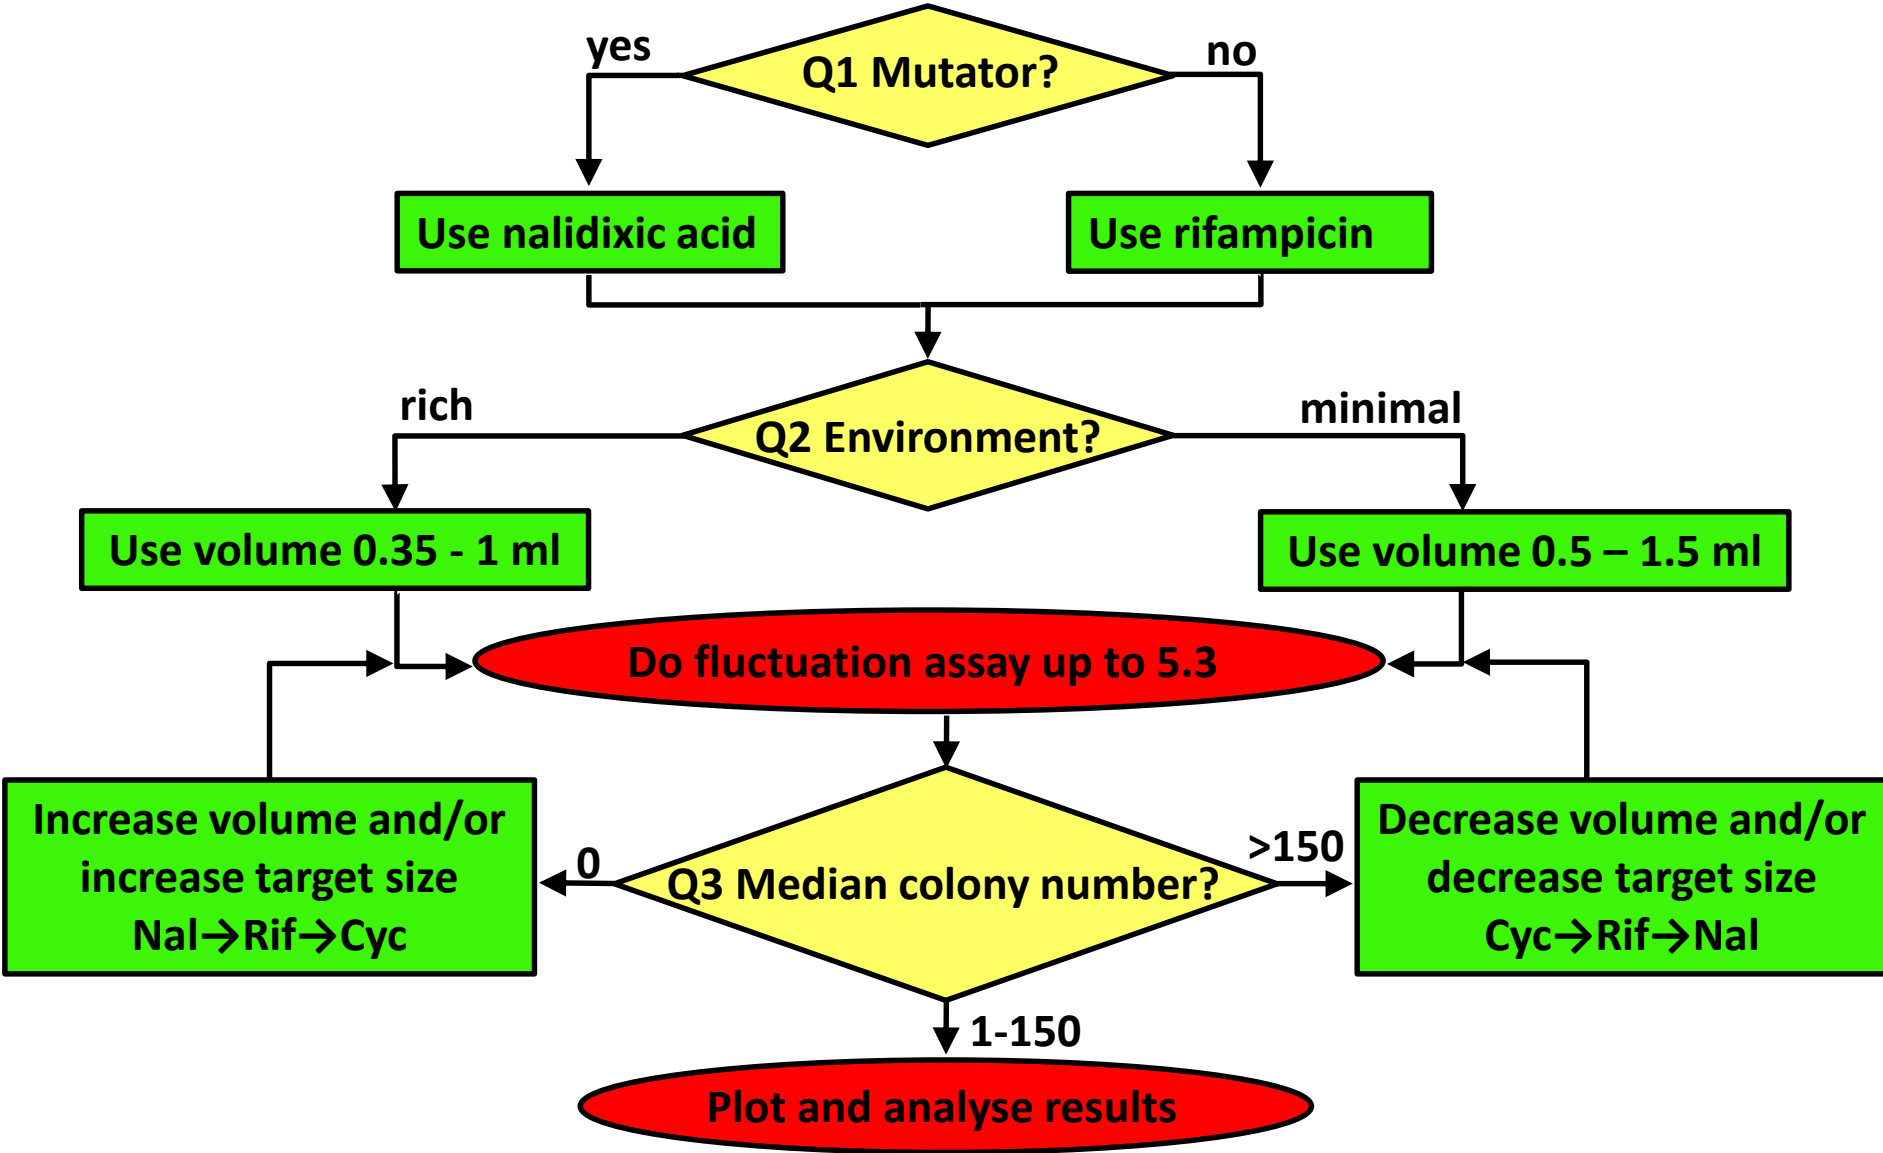 yes
Q1 Mutator?
no
Use nalidixic acid
Use rifampicin
rich
Q2 Environment?
minimal
Use volume 0.35 - 1 ml
Use volume 0.5 – 1.5 ml
Do fluctuation assay up to 5.3
Increase volume and/or
increase target size
Nal→Rif→Cyc
0
Q3 Median colony number?
>150
Decrease volume and/or
decrease target size
Cyc→Rif→Nal
1-150
Plot and analyse results